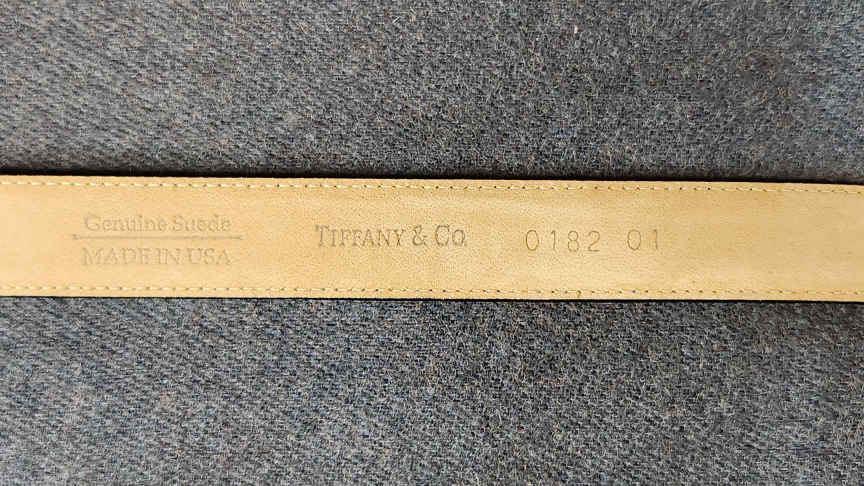 Genuine Suede
MADE IN USA
TIFFANY & CO.
0182 01